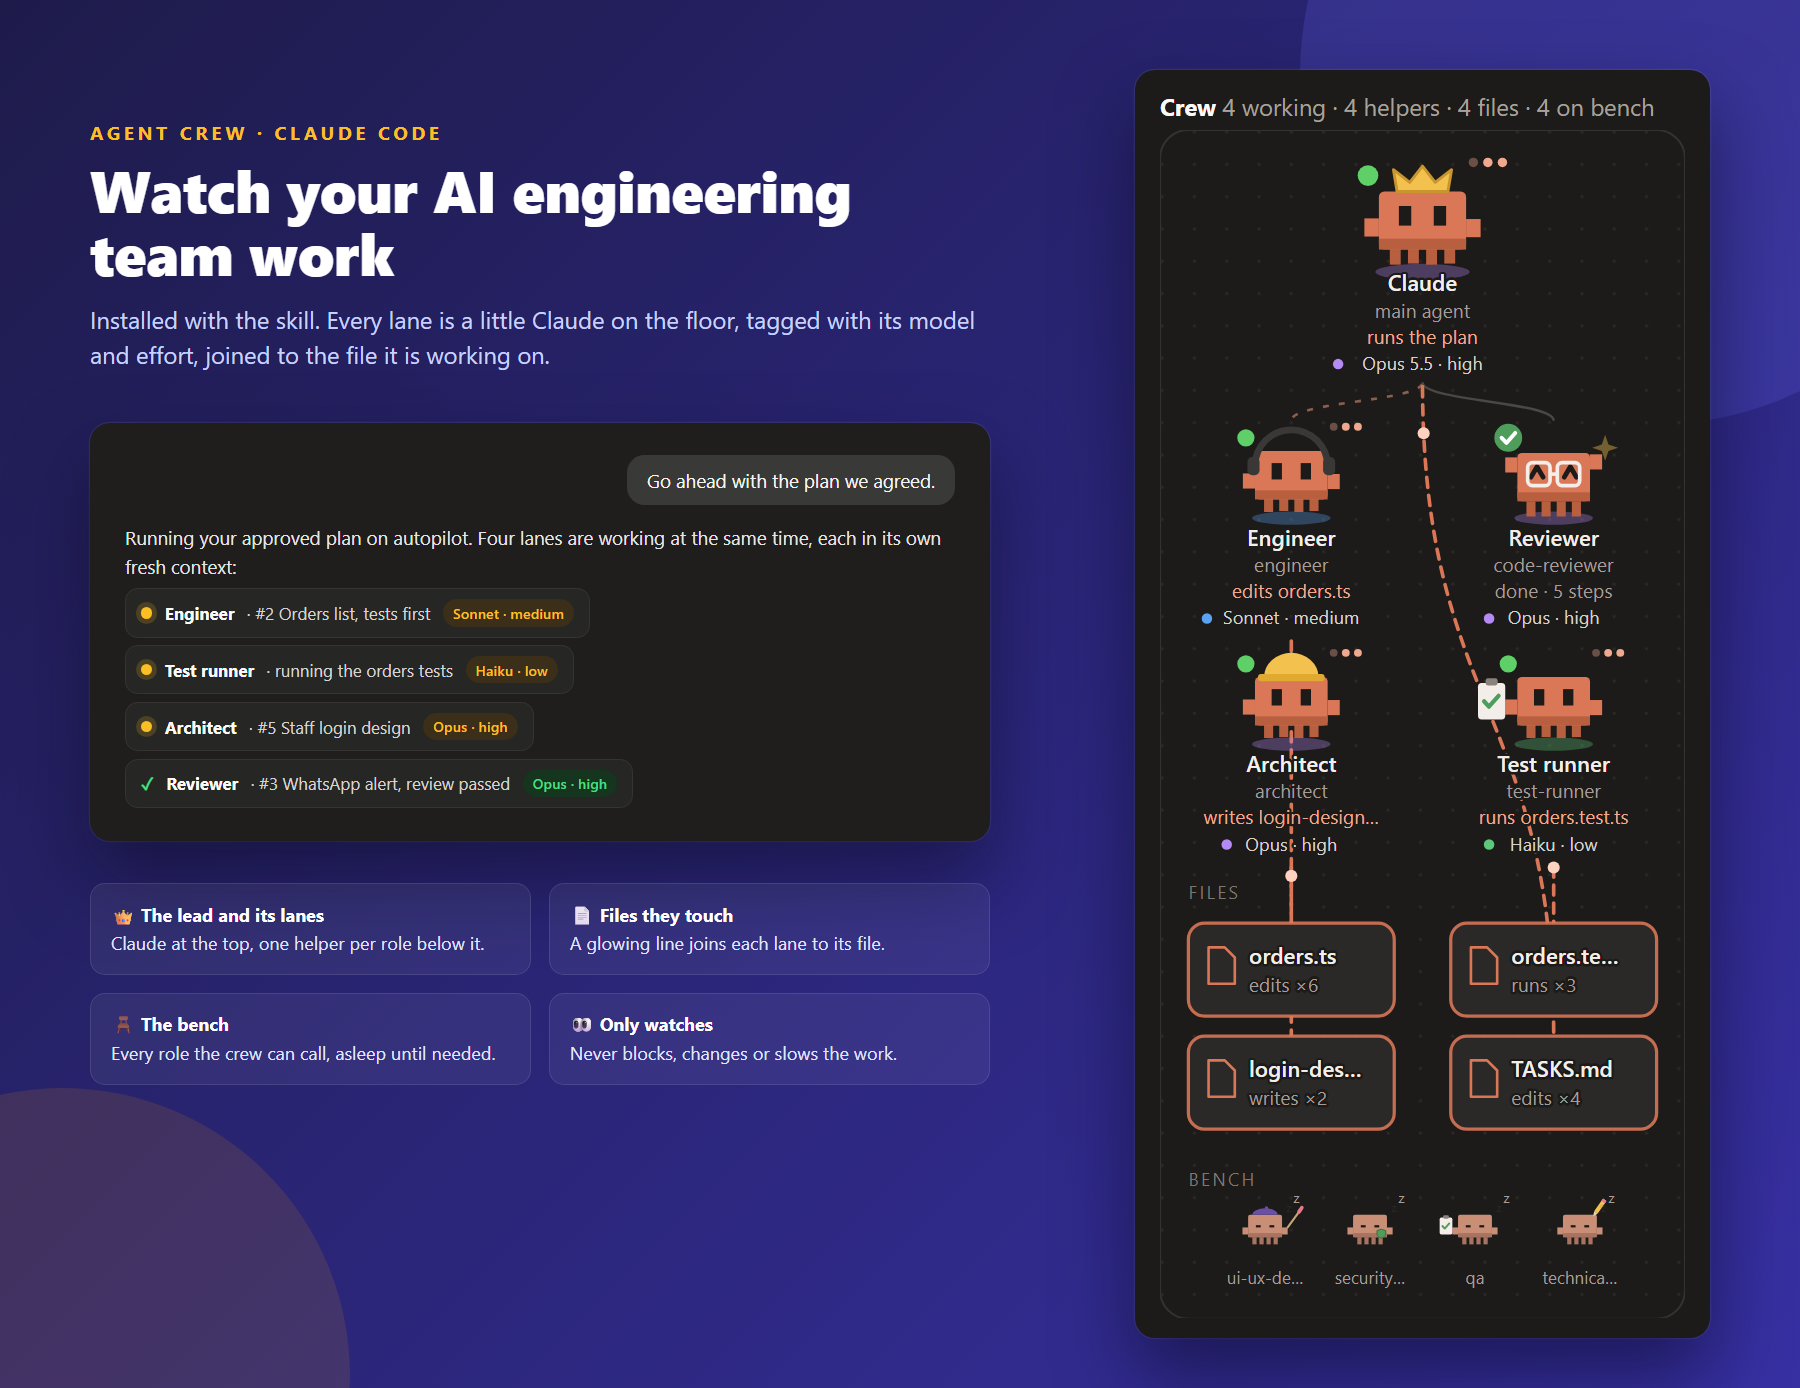 AGENT CREW · CLAUDE CODE
Watch your AI engineering
team work
Installed with the skill. Every lane is a little Claude on the floor, tagged with its model
and effort, joined to the file it is working on.
Go ahead with the plan we agreed.
Running your approved plan on autopilot. Four lanes are working at the same time, each in its own
fresh context:
Engineer · #2 Orders list, tests first Sonnet · medium
Test runner · running the orders tests Haiku · low
Architect · #5 Staff login design Opus · high
Reviewer · #3 WhatsApp alert, review passed Opus · high
The lead and its lanes
Claude at the top, one helper per role below it.
Files they touch
A glowing line joins each lane to its file.
The bench
Every role the crew can call, asleep until needed.
Only watches
Never blocks, changes or slows the work.
Crew 4 working · 4 helpers · 4 files · 4 on bench
Claude
main agent
runs the plan
Opus 5.5 · high
Engineer
engineer
edits orders.ts
Sonnet · medium
Reviewer
code-reviewer
done · 5 steps
Opus · high
Architect
architect
writes login-design...
Opus · high
Test runner
test-runner
runs orders.test.ts
Haiku · low
FILES
orders.ts
edits ×6
orders.te...
runs ×3
login-des...
writes ×2
TASKS.md
edits ×4
BENCH
z z z z
ui-ux-de... security... qa technica...